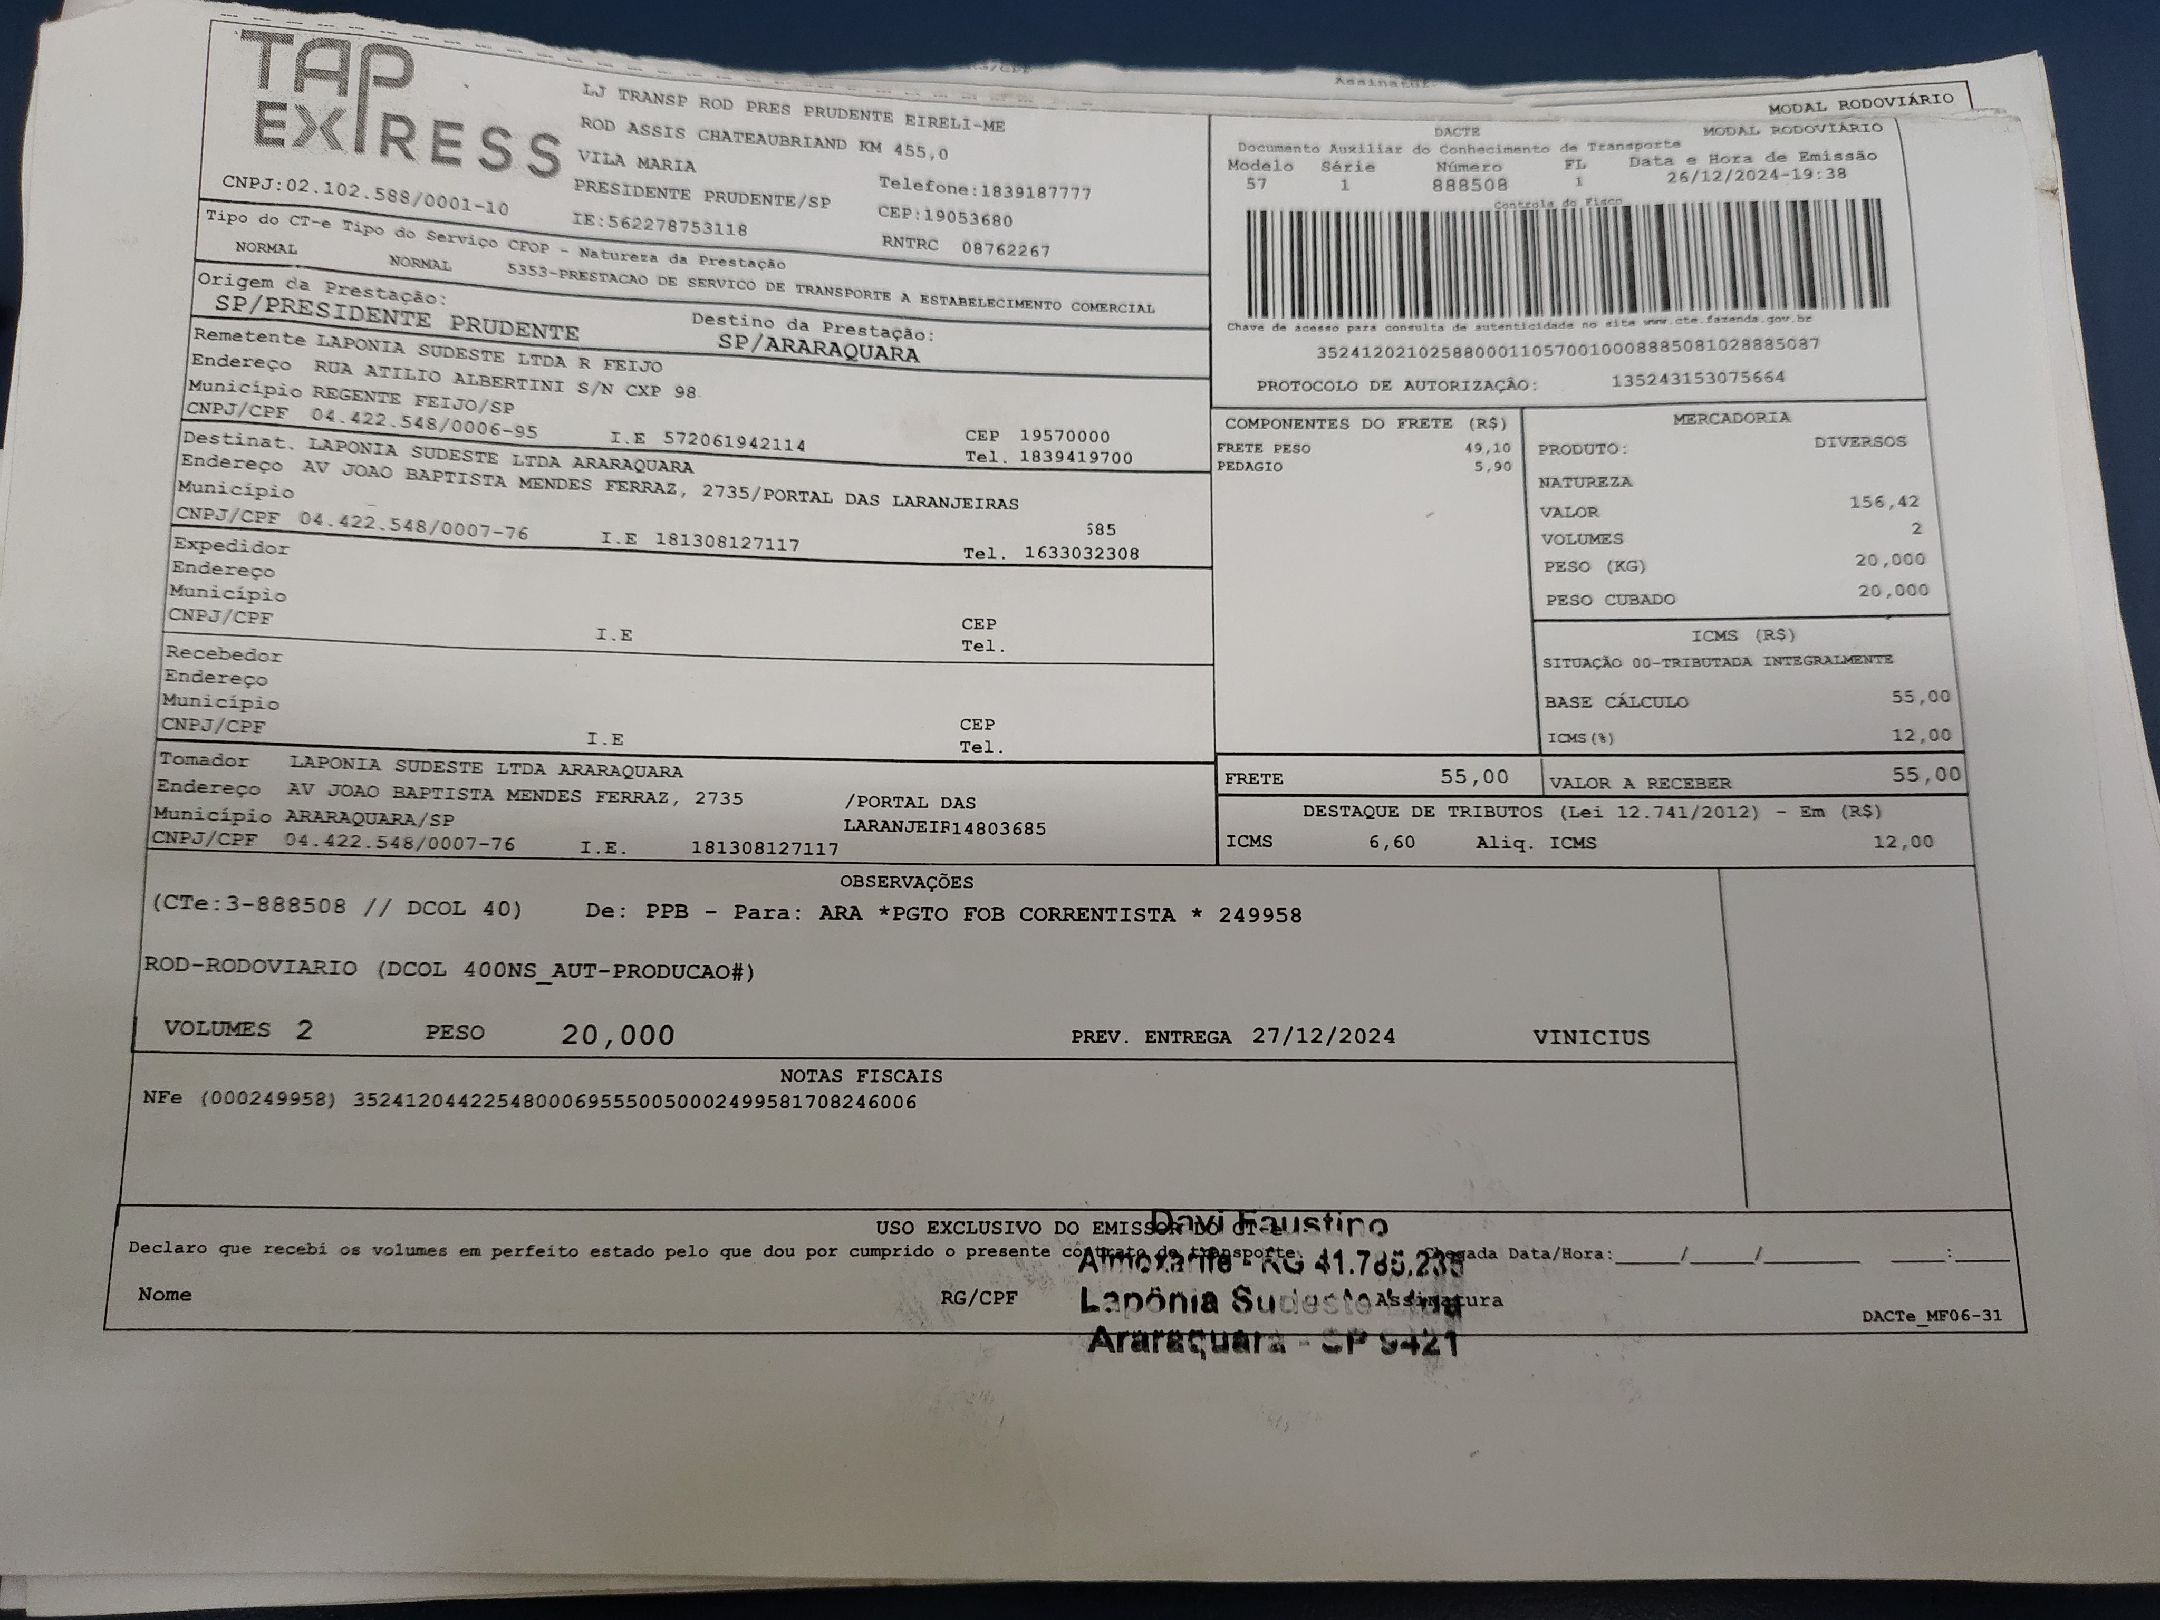 TAP
EXPRESS
CNPJ:02.102.588/0001-10
LJ TRANSP ROD PRES PRUDENTE EIRELI-ME
ROD ASSIS CHATEAUBRIAND KM 455,0
VILA MARIA
PRESIDENTE PRUDENTE/SP
IE:562278753118
Telefone:1839187777
CEP:19053680
RNTRC 08762267
Tipo do CT-e Tipo do Serviço CFOP - Natureza da Prestação
NORMAL NORMAL 5353-PRESTACAO DE SERVICO DE TRANSPORTE A ESTABELECIMENTO COMERCIAL
Origem da Prestação:
SP/PRESIDENTE PRUDENTE
Destino da Prestação:
SP/ARARAQUARA
Remetente LAPONIA SUDESTE LTDA R FEIJO
Endereço RUA ATILIO ALBERTINI S/N CXP 98
Município REGENTE FEIJO/SP
CNPJ/CPF 04.422.548/0006-95 I.E 572061942114
CEP 19570000
Tel. 1839419700
Destinat. LAPONIA SUDESTE LTDA ARARAQUARA
Endereço AV JOAO BAPTISTA MENDES FERRAZ, 2735/PORTAL DAS LARANJEIRAS
Município
CNPJ/CPF 04.422.548/0007-76 I.E 181308127117
685
Tel. 1633032308
Expedidor
Endereço
Município
CNPJ/CPF I.E
CEP
Tel.
Recebedor
Endereço
Município
CNPJ/CPF I.E
CEP
Tel.
Tomador LAPONIA SUDESTE LTDA ARARAQUARA
Endereço AV JOAO BAPTISTA MENDES FERRAZ, 2735 /PORTAL DAS
Município ARARAQUARA/SP LARANJEIR14803685
CNPJ/CPF 04.422.548/0007-76 I.E. 181308127117
Assinatur
MODAL RODOVIÁRIO
DACTE MODAL RODOVIÁRIO
Documento Auxiliar do Conhecimento de Transporte
Modelo Série Número FL Data e Hora de Emissão
57 1 888508 1 26/12/2024-19:38
Controle do Fisco
Chave de acesso para consulta de autenticidade no site www.cte.fazenda.gov.br
35241202102588000110570010008885081028885087
PROTOCOLO DE AUTORIZAÇÃO: 135243153075664
COMPONENTES DO FRETE (R$)
FRETE PESO 49,10
PEDAGIO 5,90
MERCADORIA
PRODUTO: DIVERSOS
NATUREZA
VALOR 156,42
VOLUMES 2
PESO (KG) 20,000
PESO CUBADO 20,000
ICMS (R$)
SITUAÇÃO 00-TRIBUTADA INTEGRALMENTE
BASE CÁLCULO 55,00
ICMS(%) 12,00
FRETE 55,00 VALOR A RECEBER 55,00
DESTAQUE DE TRIBUTOS (Lei 12.741/2012) - Em (R$)
ICMS 6,60 Aliq. ICMS 12,00
OBSERVAÇÕES
(CTe:3-888508 // DCOL 40) De: PPB - Para: ARA *PGTO FOB CORRENTISTA * 249958
ROD-RODOVIARIO (DCOL 400NS_AUT-PRODUCAO#)
VOLUMES 2 PESO 20,000 PREV. ENTREGA 27/12/2024 VINICIUS
NOTAS FISCAIS
NFe (000249958) 35241204422548000695550050002499581708246006
USO EXCLUSIVO DO EMISSOR DO CT-e
Declaro que recebi os volumes em perfeito estado pelo que dou por cumprido o presente contrato de transporte. Chegada Data/Hora:____/____/______ ____:____
Nome RG/CPF Assinatura
DACTe_MF06-31
Davi Faustino
Almoxarife - RG 41.785.235
Lapônia Sudeste Ltda
Araraquara - SP 9421